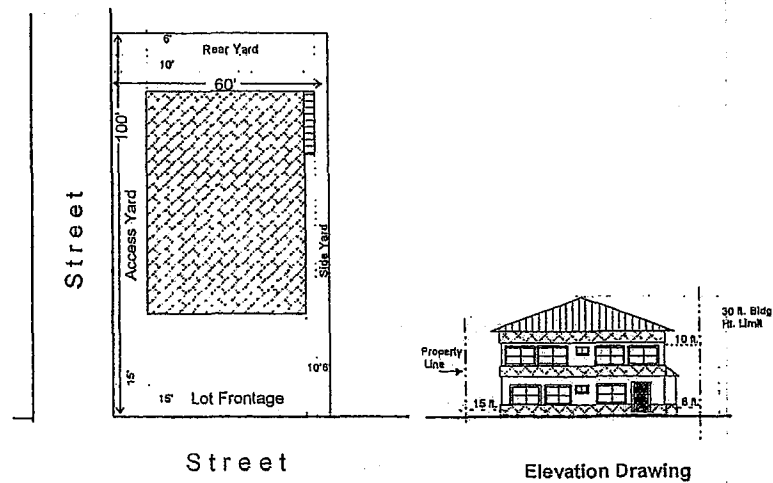 6'
Rear Yard
10'
60'
100'
Access Yard
Side Yard
Street
15'
10'6'
15'
Lot Frontage
Street
30 ft. Bldg
Ht. Limit
10 ft.
Property
Line
15 ft.
6 ft.
Elevation Drawing